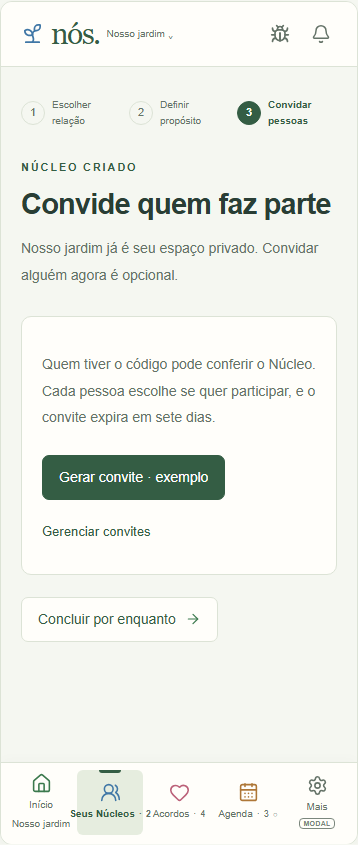 nós. Nosso jardim
1 Escolher relação
2 Definir propósito
3 Convidar pessoas
NÚCLEO CRIADO
Convide quem faz parte
Nosso jardim já é seu espaço privado. Convidar
alguém agora é opcional.
Quem tiver o código pode conferir o Núcleo.
Cada pessoa escolhe se quer participar, e o
convite expira em sete dias.
Gerar convite · exemplo
Gerenciar convites
Concluir por enquanto →
Início
Nosso jardim
Seus Núcleos · 2
Acordos · 4
Agenda · 3
Mais
MODAL